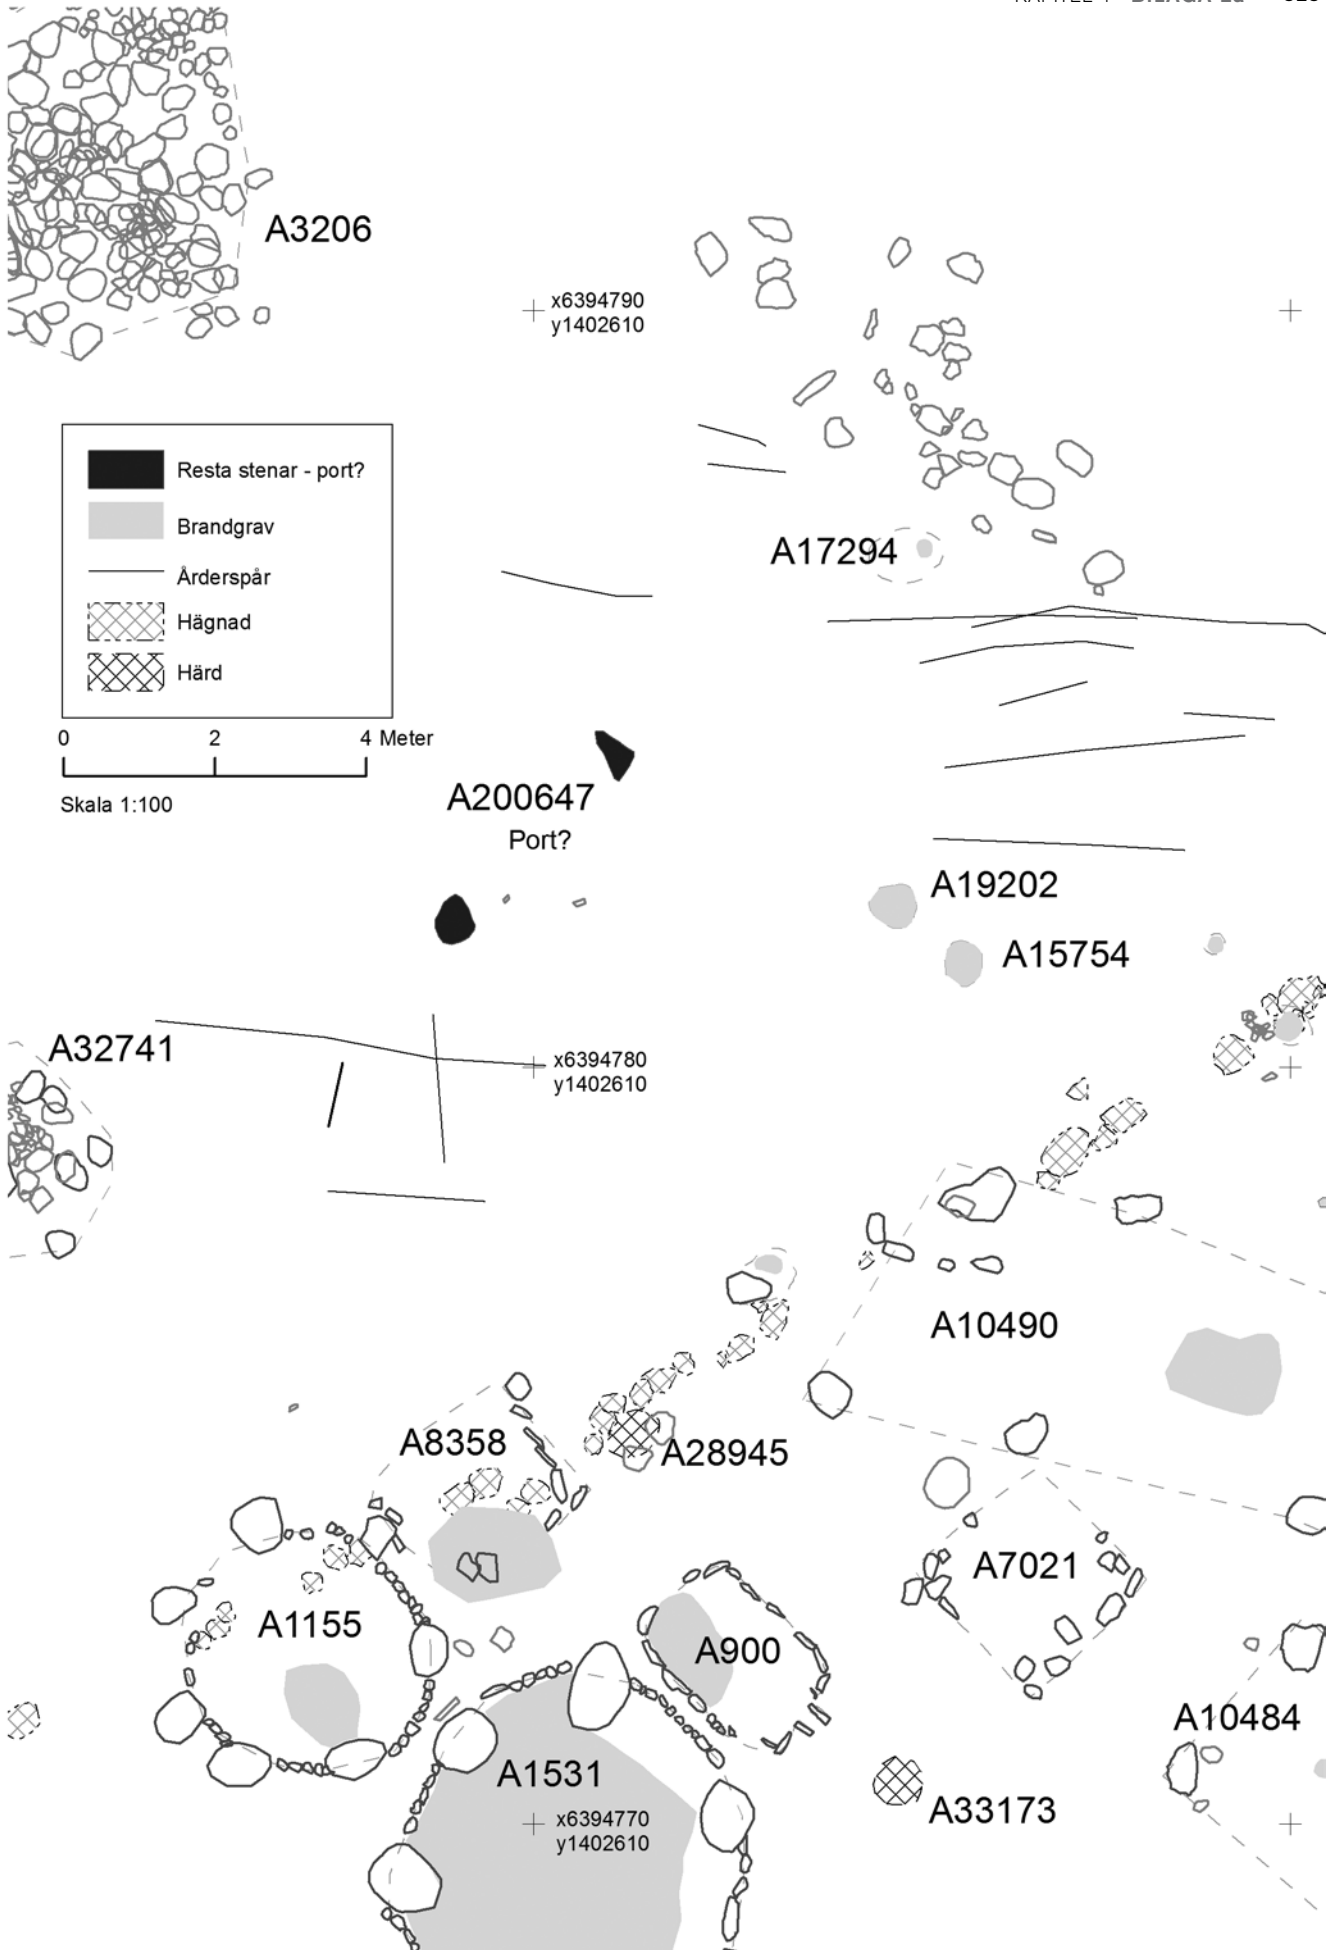 A3206
x6394790
y1402610
Resta stenar - port?
Brandgrav
Årderspår
Hägnad
Härd
0 2 4 Meter
Skala 1:100
A17294
A200647
Port?
A19202
A15754
A32741
x6394780
y1402610
A10490
A8358
A28945
A7021
A1155
A900
A10484
A1531
A33173
x6394770
y1402610